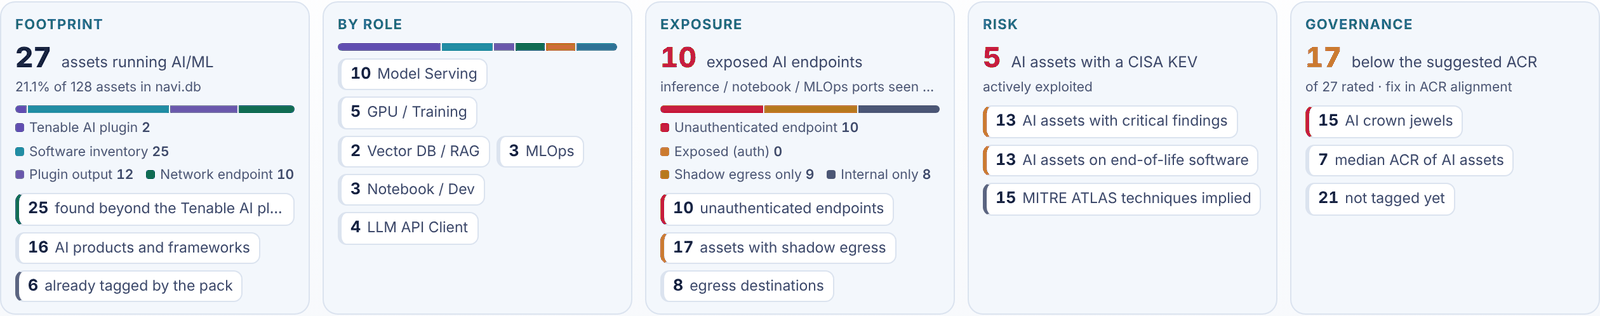 FOOTPRINT
27 assets running AI/ML
21.1% of 128 assets in navi.db
Tenable AI plugin 2
Software inventory 25
Plugin output 12 Network endpoint 10
25 found beyond the Tenable AI pl...
16 AI products and frameworks
6 already tagged by the pack
BY ROLE
10 Model Serving
5 GPU / Training
2 Vector DB / RAG 3 MLOps
3 Notebook / Dev
4 LLM API Client
EXPOSURE
10 exposed AI endpoints
inference / notebook / MLOps ports seen ...
Unauthenticated endpoint 10
Exposed (auth) 0
Shadow egress only 9 Internal only 8
10 unauthenticated endpoints
17 assets with shadow egress
8 egress destinations
RISK
5 AI assets with a CISA KEV
actively exploited
13 AI assets with critical findings
13 AI assets on end-of-life software
15 MITRE ATLAS techniques implied
GOVERNANCE
17 below the suggested ACR
of 27 rated · fix in ACR alignment
15 AI crown jewels
7 median ACR of AI assets
21 not tagged yet